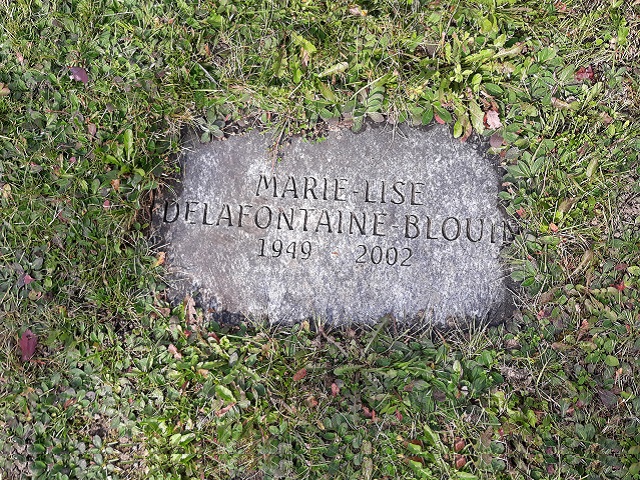 MARIE-LISE
DELAFONTAINE-BLOUIN
1949 - 2002